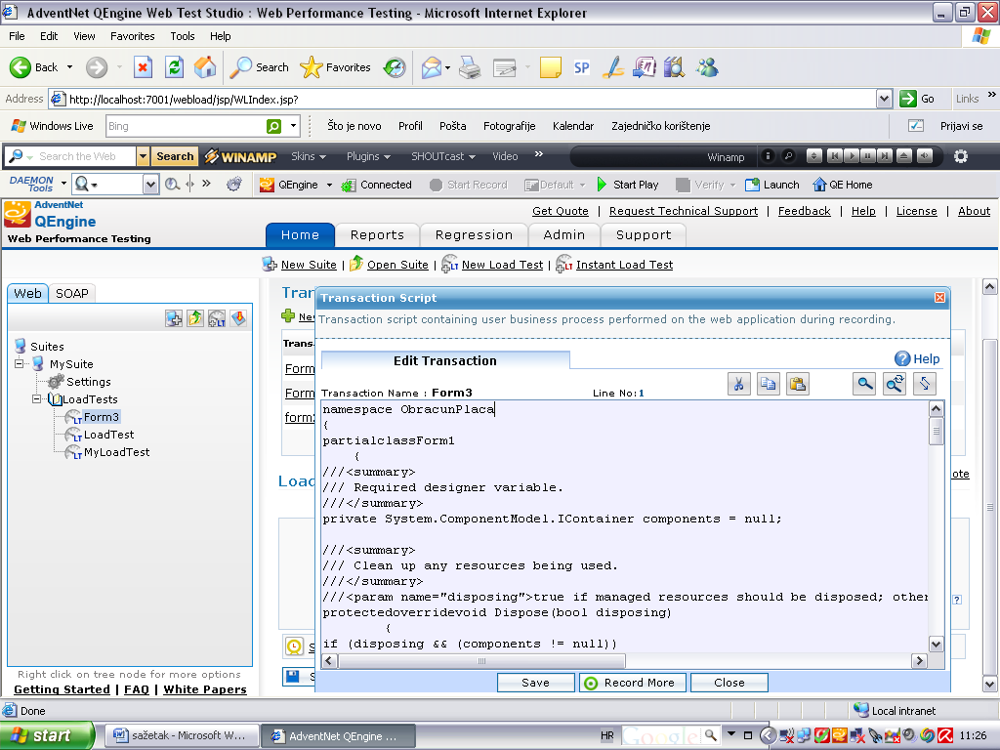 AdventNet QEngine Web Test Studio : Web Performance Testing - Microsoft Internet Explorer
File Edit View Favorites Tools Help
Back Search Favorites SP
Address http://localhost:7001/webload/jsp/WLIndex.jsp? Go Links »
Windows Live Bing Što je novo Profil Pošta Fotografije Kalendar Zajedničko korištenje Prijavi se
Search the Web Search WINAMP Skins Plugins SHOUTcast Video » Winamp
DAEMON Tools » QEngine Connected Start Record Default Start Play Verify Launch QE Home
AdventNet
QEngine
Web Performance Testing
Get Quote | Request Technical Support | Feedback | Help | License | About
Home Reports Regression Admin Support
New Suite | Open Suite | New Load Test | Instant Load Test
Web SOAP
Suites
MySuite
Settings
LoadTests
Form3
LoadTest
MyLoadTest
Right click on tree node for more options
Getting Started | FAQ | White Papers
Tran
Ne
Transa
Form
Form
form
Load
ote
S
S
Transaction Script
Transaction script containing user business process performed on the web application during recording.
Edit Transaction
Help
Transaction Name : Form3 Line No:1
namespace ObracunPlaca
{
partialclassForm1
{
///<summary>
/// Required designer variable.
///</summary>
private System.ComponentModel.IContainer components = null;
///<summary>
/// Clean up any resources being used.
///</summary>
///<param name="disposing">true if managed resources should be disposed; other
protectedoverridevoid Dispose(bool disposing)
{
if (disposing && (components != null))
Save Record More Close
Done Local intranet
start sažetak - Microsoft W... AdventNet QEngine ... HR Google 11:26